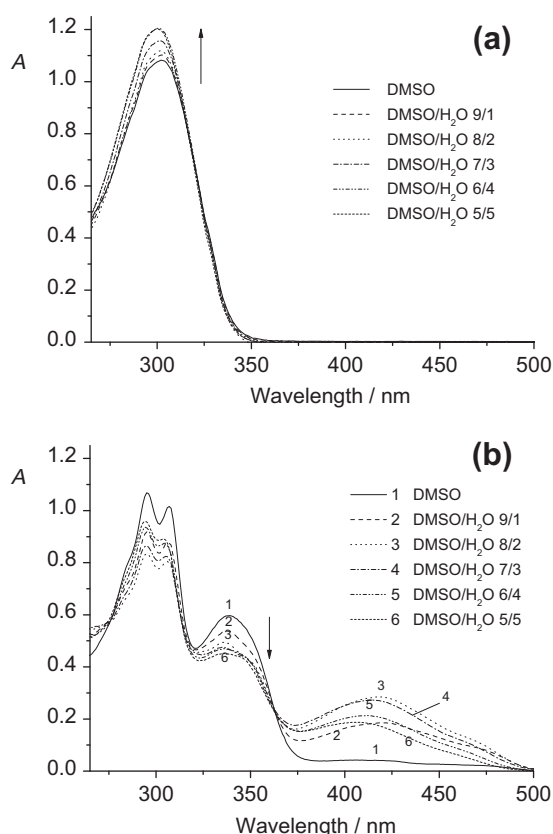 (a)
A
1.2
1.0
0.8
0.6
0.4
0.2
0.0
DMSO
DMSO/H₂O 9/1
DMSO/H₂O 8/2
DMSO/H₂O 7/3
DMSO/H₂O 6/4
DMSO/H₂O 5/5
300 350 400 450 500
Wavelength / nm
(b)
A
1.2
1.0
0.8
0.6
0.4
0.2
0.0
1 DMSO
2 DMSO/H₂O 9/1
3 DMSO/H₂O 8/2
4 DMSO/H₂O 7/3
5 DMSO/H₂O 6/4
6 DMSO/H₂O 5/5
1
2
3
6
3
4
5
2
6
1
300 350 400 450 500
Wavelength / nm